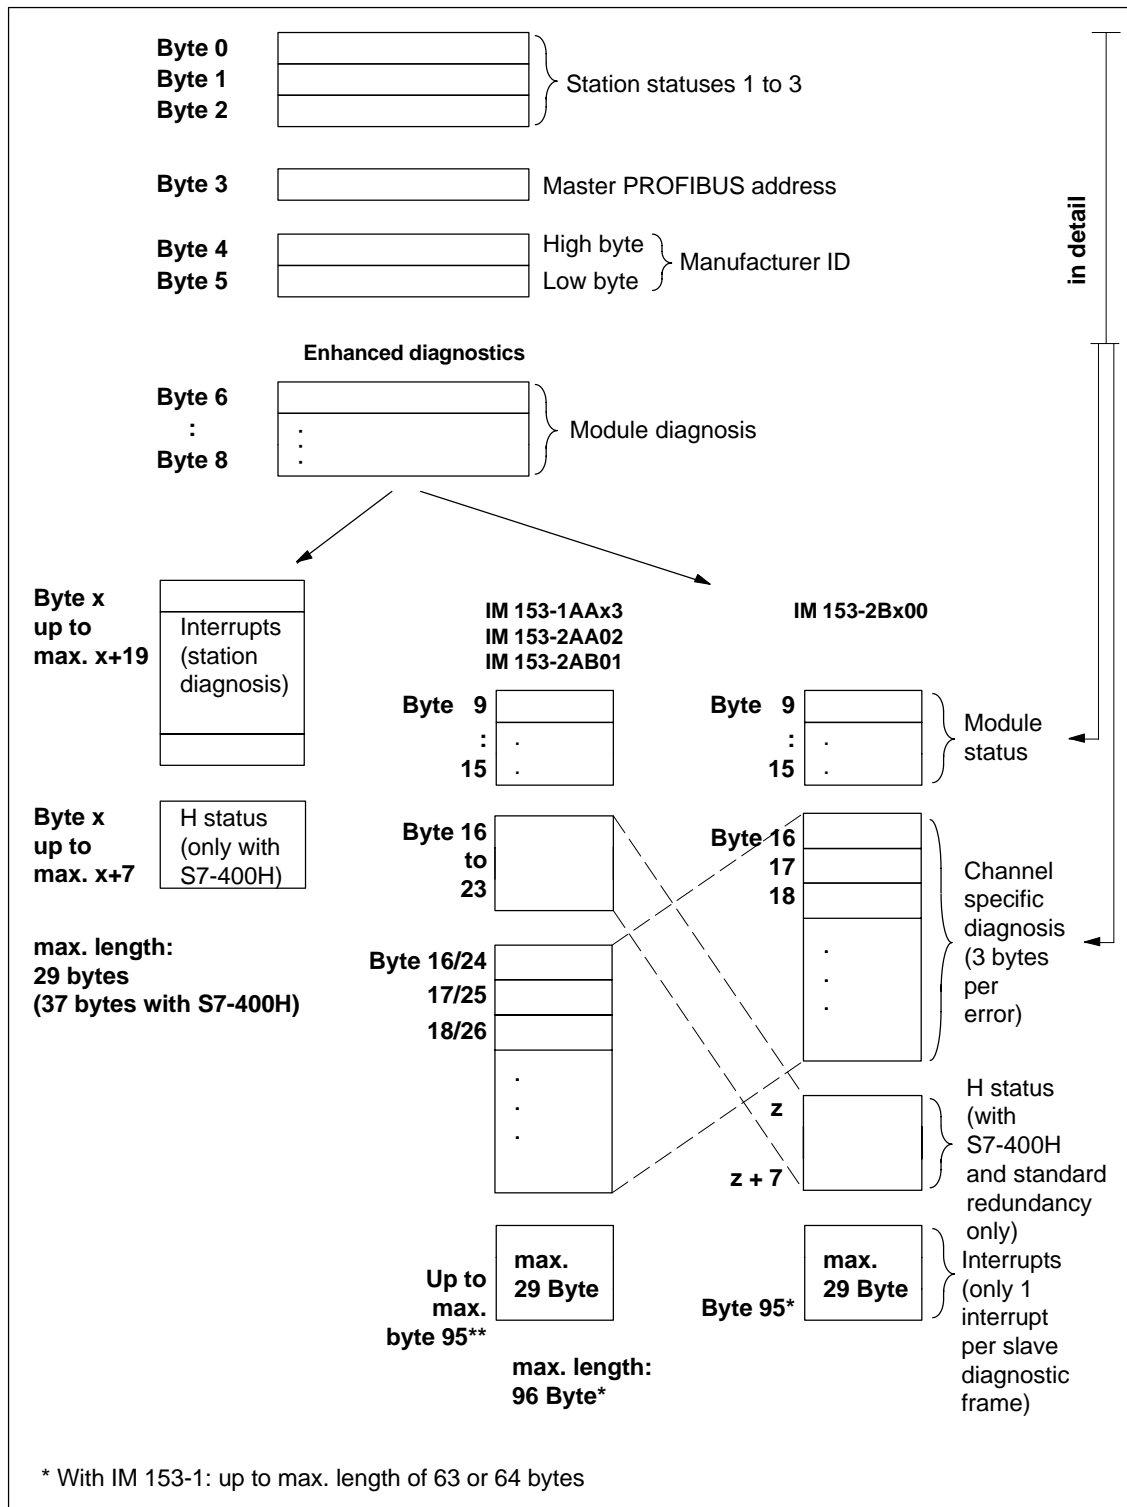 Byte 0
Byte 1
Byte 2
Station statuses 1 to 3
Byte 3
Master PROFIBUS address
Byte 4
Byte 5
High byte
Low byte
Manufacturer ID
in detail
Enhanced diagnostics
Byte 6
:
Byte 8
Module diagnosis
Byte x
up to
max. x+19
Interrupts
(station
diagnosis)
Byte x
up to
max. x+7
H status
(only with
S7-400H)
max. length:
29 bytes
(37 bytes with S7-400H)
IM 153-1AAx3
IM 153-2AA02
IM 153-2AB01
Byte 9
:
15
Byte 16
to
23
Byte 16/24
17/25
18/26
Up to
max.
byte 95**
max.
29 Byte
max. length:
96 Byte*
IM 153-2Bx00
Byte 9
:
15
Module
status
Byte 16
17
18
Channel
specific
diagnosis
(3 bytes
per
error)
z
z + 7
H status
(with
S7-400H
and standard
redundancy
only)
Byte 95*
max.
29 Byte
Interrupts
(only 1
interrupt
per slave
diagnostic
frame)
* With IM 153-1: up to max. length of 63 or 64 bytes